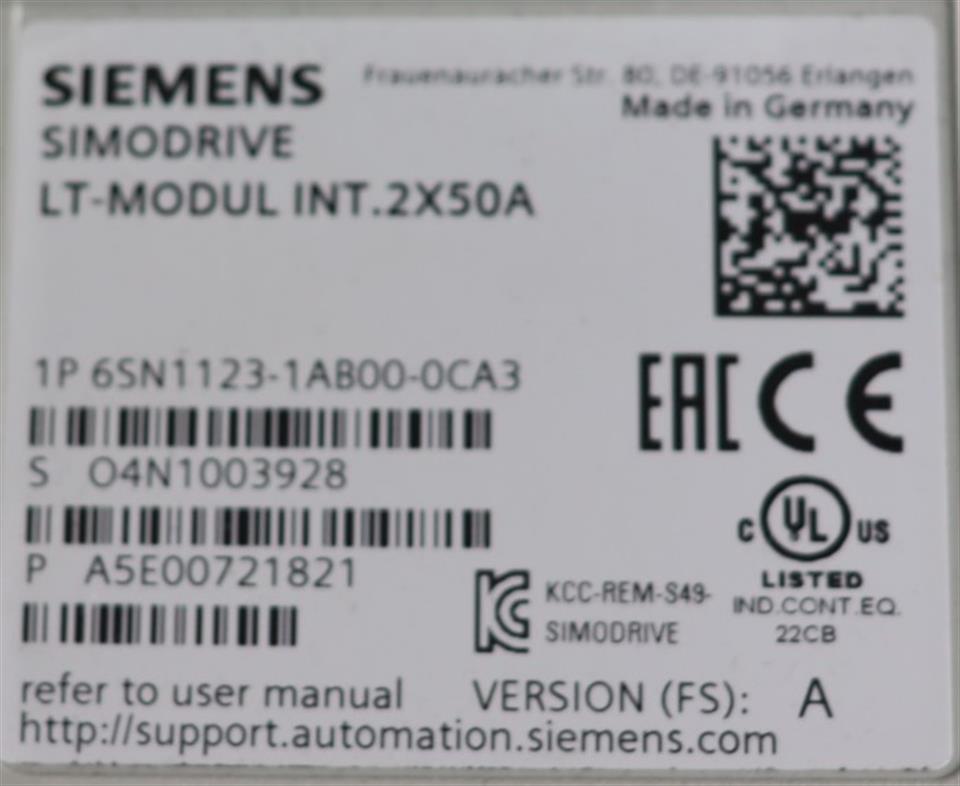 SIEMENS
Frauenauracher Str. 80, DE-91056 Erlangen
Made in Germany
SIMODRIVE
LT-MODUL INT.2X50A
1P 6SN1123-1AB00-0CA3
EAC CE
S O4N1003928
C UL US
LISTED
IND.CONT.EQ.
22CB
P A5E00721821
KCC-REM-S49-
SIMODRIVE
refer to user manual
VERSION (FS): A
http://support.automation.siemens.com